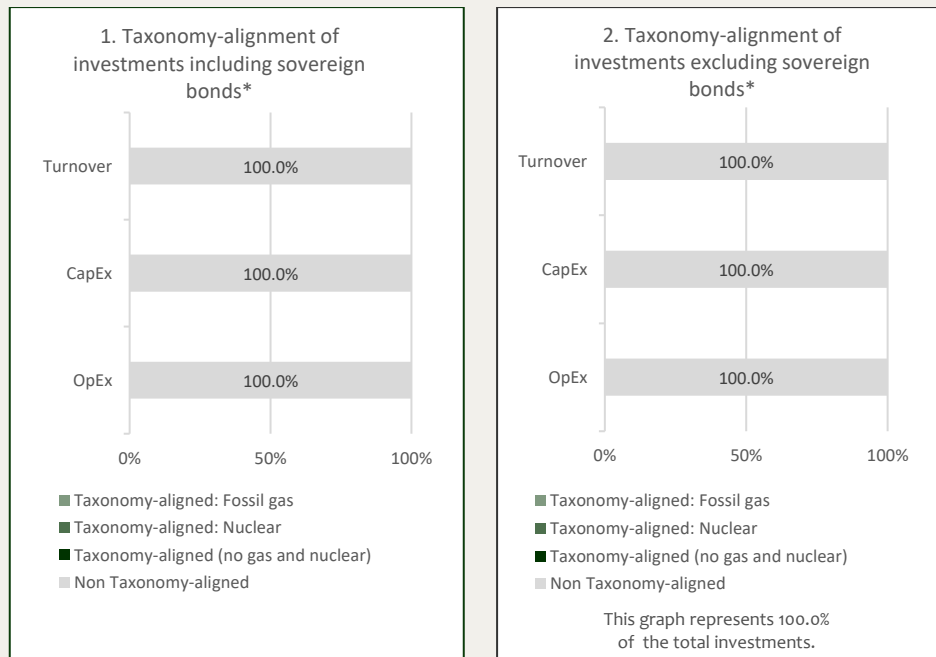 1. Taxonomy-alignment of
investments including sovereign
bonds*
Turnover
100.0%
CapEx
100.0%
OpEx
100.0%
0%
50%
100%
Taxonomy-aligned: Fossil gas
Taxonomy-aligned: Nuclear
Taxonomy-aligned (no gas and nuclear)
Non Taxonomy-aligned
2. Taxonomy-alignment of
investments excluding sovereign
bonds*
Turnover
100.0%
CapEx
100.0%
OpEx
100.0%
0%
50%
100%
Taxonomy-aligned: Fossil gas
Taxonomy-aligned: Nuclear
Taxonomy-aligned (no gas and nuclear)
Non Taxonomy-aligned
This graph represents 100.0%
of the total investments.